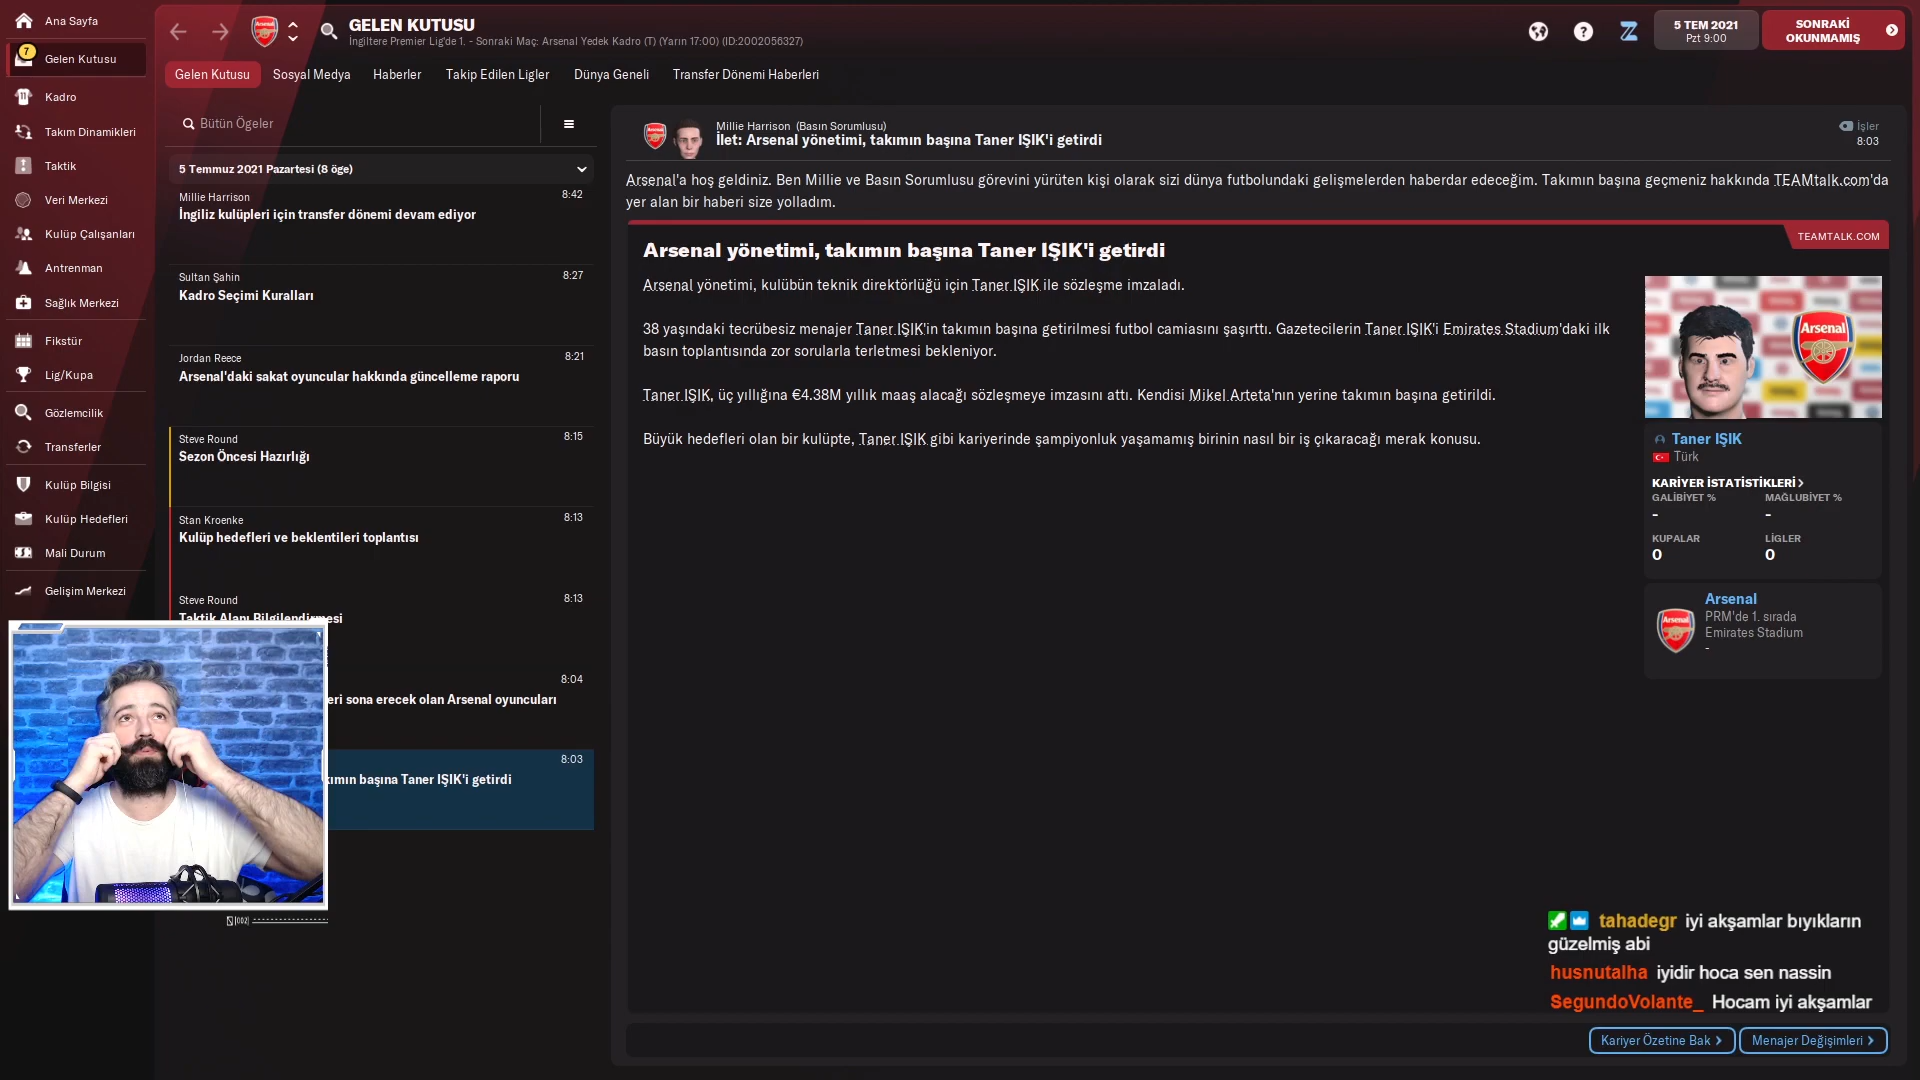 Ana Sayfa
7
Gelen Kutusu
Kadro
Takım Dinamikleri
Taktik
Veri Merkezi
Kulüp Çalışanları
Antrenman
Sağlık Merkezi
Fikstür
Lig/Kupa
Gözlemcilik
Transferler
Kulüp Bilgisi
Kulüp Hedefleri
Mali Durum
Gelişim Merkezi
GELEN KUTUSU
İngiltere Premier Lig'de 1. - Sonraki Maç: Arsenal Yedek Kadro (T) (Yarın 17:00) (ID:2002056327)
5 TEM 2021
Pzt 9:00
SONRAKİ
OKUNMAMIŞ
Gelen Kutusu Sosyal Medya Haberler Takip Edilen Ligler Dünya Geneli Transfer Dönemi Haberleri
Bütün Ögeler
5 Temmuz 2021 Pazartesi (8 öge)
Millie Harrison 8:42
İngiliz kulüpleri için transfer dönemi devam ediyor
Sultan Şahin 8:27
Kadro Seçimi Kuralları
Jordan Reece 8:21
Arsenal'daki sakat oyuncular hakkında güncelleme raporu
Steve Round 8:15
Sezon Öncesi Hazırlığı
Stan Kroenke 8:13
Kulüp hedefleri ve beklentileri toplantısı
Steve Round 8:13
Taktik Alanı Bilgilendirmesi
8:04
eri sona erecek olan Arsenal oyuncuları
8:03
kımın başına Taner IŞIK'i getirdi
Millie Harrison (Basın Sorumlusu)
İlet: Arsenal yönetimi, takımın başına Taner IŞIK'i getirdi
İşler
8:03
Arsenal'a hoş geldiniz. Ben Millie ve Basın Sorumlusu görevini yürüten kişi olarak sizi dünya futbolundaki gelişmelerden haberdar edeceğim. Takımın başına geçmeniz hakkında TEAMtalk.com'da
yer alan bir haberi size yolladım.
TEAMTALK.COM
Arsenal yönetimi, takımın başına Taner IŞIK'i getirdi
Arsenal yönetimi, kulübün teknik direktörlüğü için Taner IŞIK ile sözleşme imzaladı.
38 yaşındaki tecrübesiz menajer Taner IŞIK'in takımın başına getirilmesi futbol camiasını şaşırttı. Gazetecilerin Taner IŞIK'i Emirates Stadium'daki ilk
basın toplantısında zor sorularla terletmesi bekleniyor.
Taner IŞIK, üç yıllığına €4.38M yıllık maaş alacağı sözleşmeye imzasını attı. Kendisi Mikel Arteta'nın yerine takımın başına getirildi.
Büyük hedefleri olan bir kulüpte, Taner IŞIK gibi kariyerinde şampiyonluk yaşamamış birinin nasıl bir iş çıkaracağı merak konusu.
Arsenal
Taner IŞIK
Türk
KARİYER İSTATİSTİKLERİ
GALİBİYET % MAĞLUBİYET %
- -
KUPALAR LİGLER
0 0
Arsenal
PRM'de 1. sırada
Emirates Stadium
-
tahadegr iyi akşamlar bıyıkların
güzelmiş abi
husnutalha iyidir hoca sen nassin
SegundoVolante_ Hocam iyi akşamlar
Kariyer Özetine Bak Menajer Değişimleri